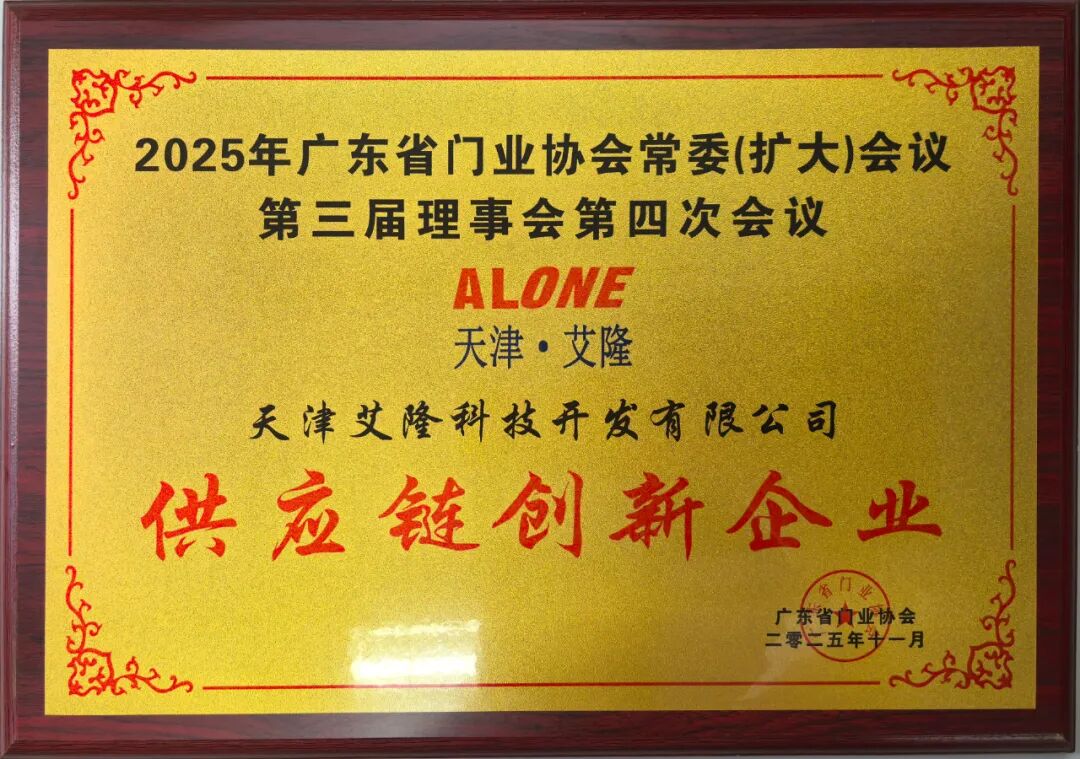 2025年广东省门业协会常委(扩大)会议
第三届理事会第四次会议
ALONE
天津·艾隆
天津艾隆科技开发有限公司
供应链创新企业
广东省门业协会
二零二五年十一月